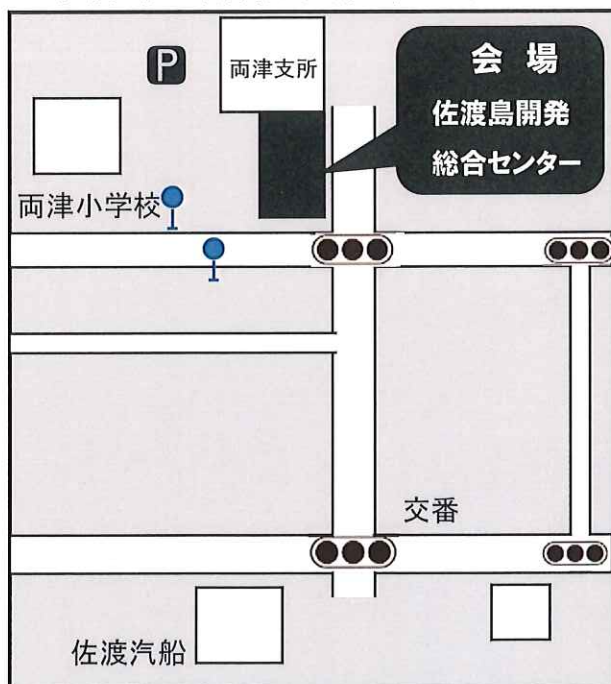 P
両津支所
会 場
佐渡島開発
総合センター
両津小学校
交番
佐渡汽船